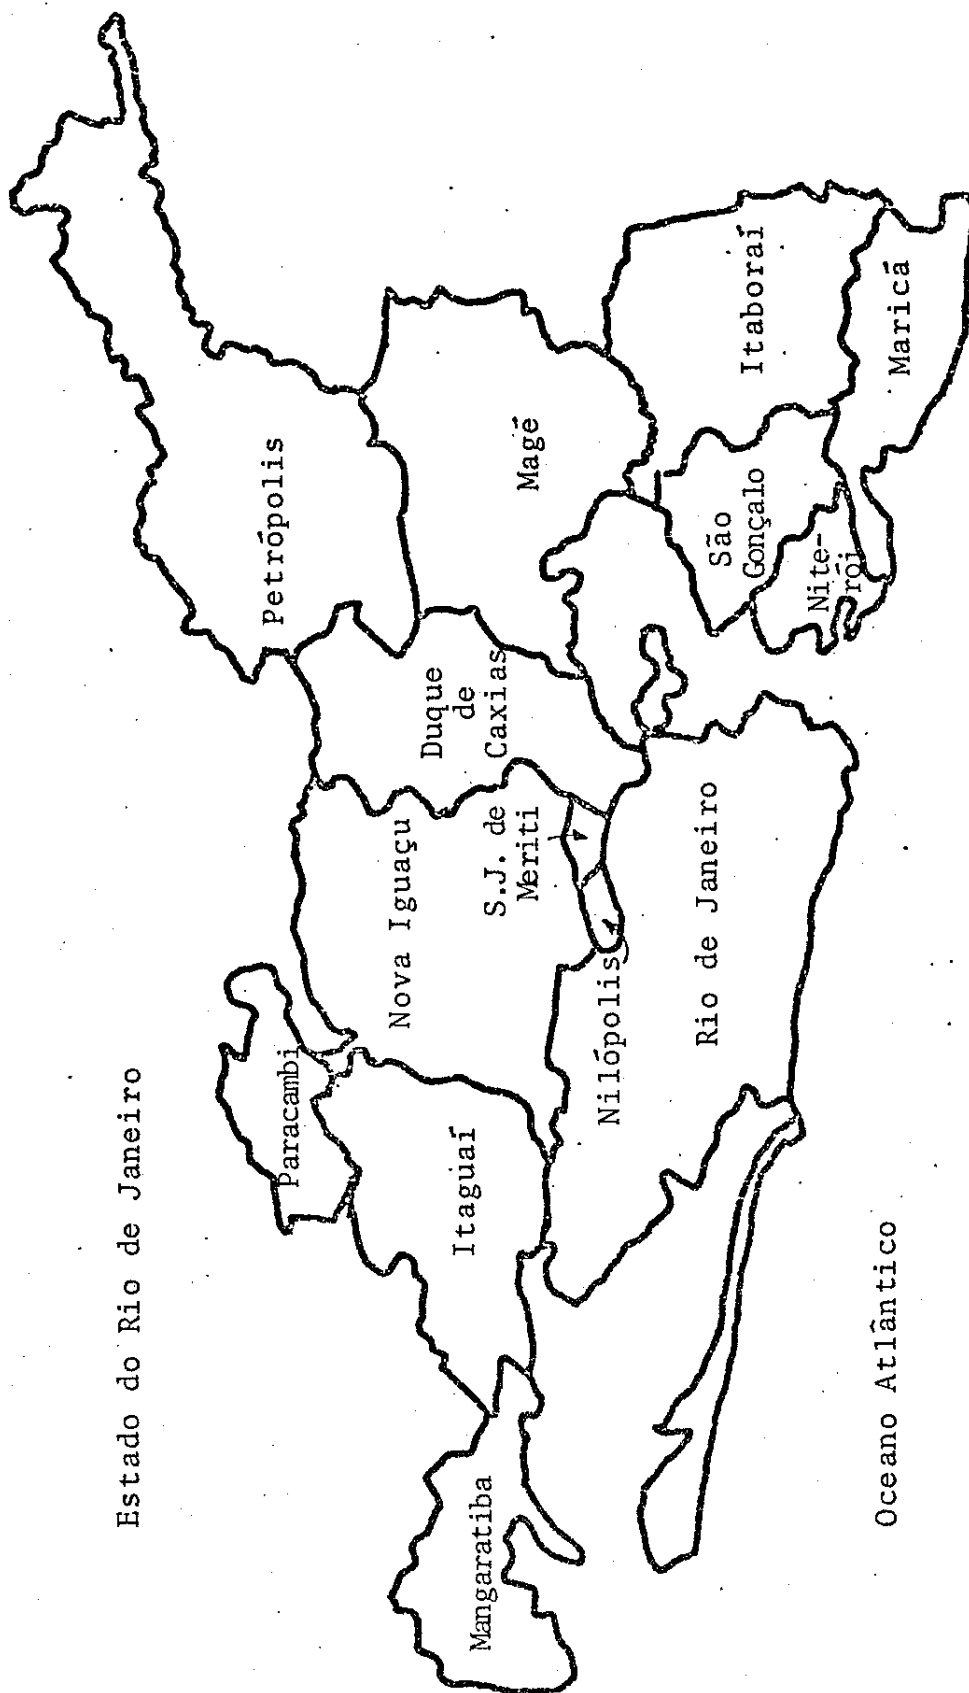 Estado do Rio de Janeiro
Petrópolis
Paracambi
Nova Iguaçu
Duque
de
Caxias
Magé
Itaguaí
S.J. de
Meriti
Mangaratiba
Nilópolis
Rio de Janeiro
São
Gonçalo
Nite-
rói
Itaboraí
Maricá
Oceano Atlântico